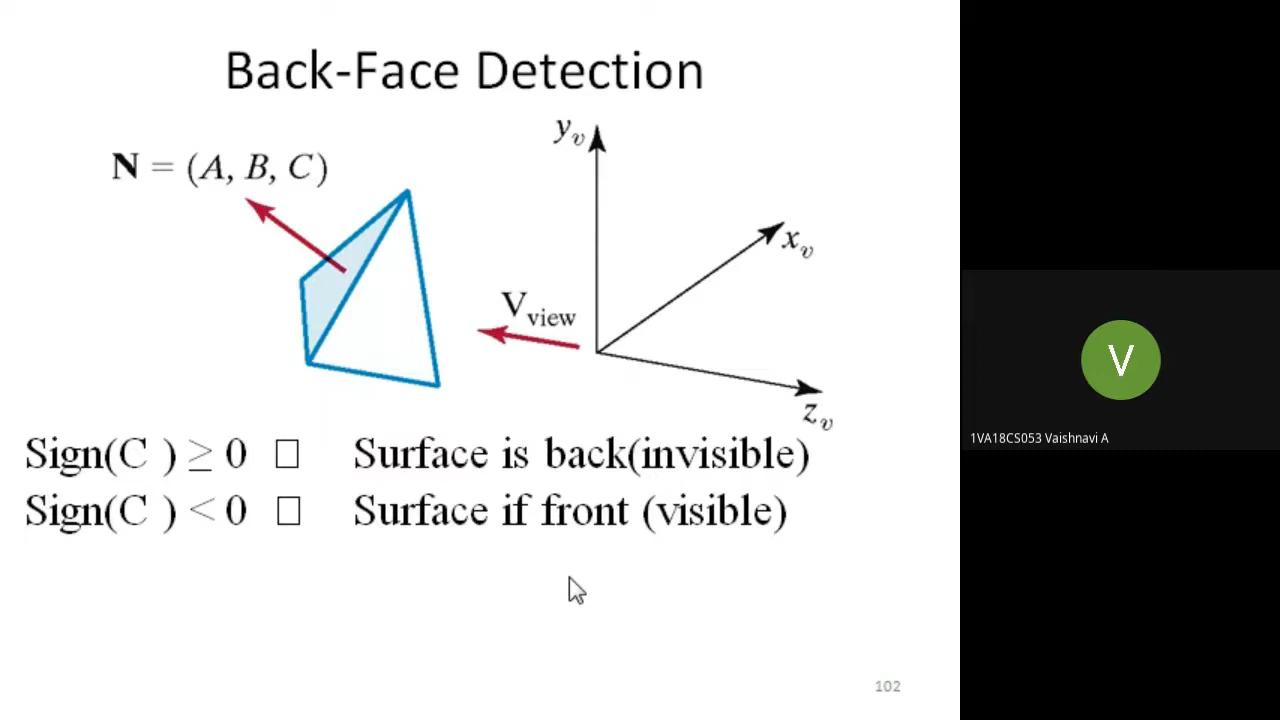 Back-Face Detection
y_v
N = (A, B, C)
x_v
V_view
z_v
Sign(C ) ≥ 0 □ Surface is back(invisible)
Sign(C ) < 0 □ Surface if front (visible)
102
V
1VA18CS053 Vaishnavi A